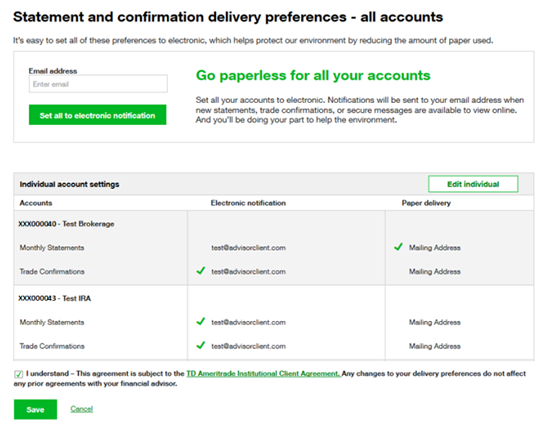 Statement and confirmation delivery preferences - all accounts
It's easy to set all of these preferences to electronic, which helps protect our environment by reducing the amount of paper used.
Email address
Enter email
Set all to electronic notification
Go paperless for all your accounts
Set all your accounts to electronic. Notifications will be sent to your email address when
new statements, trade confirmations, or secure messages are available to view online.
And you'll be doing your part to help the environment.
Individual account settings
Edit individual
Accounts Electronic notification Paper delivery
XXX000040 - Test Brokerage
Monthly Statements test@advisorclient.com ✓ Mailing Address
Trade Confirmations ✓ test@advisorclient.com Mailing Address
XXX000043 - Test IRA
Monthly Statements ✓ test@advisorclient.com Mailing Address
Trade Confirmations ✓ test@advisorclient.com Mailing Address
I understand – This agreement is subject to the TD Ameritrade Institutional Client Agreement. Any changes to your delivery preferences do not affect
any prior agreements with your financial advisor.
Save Cancel